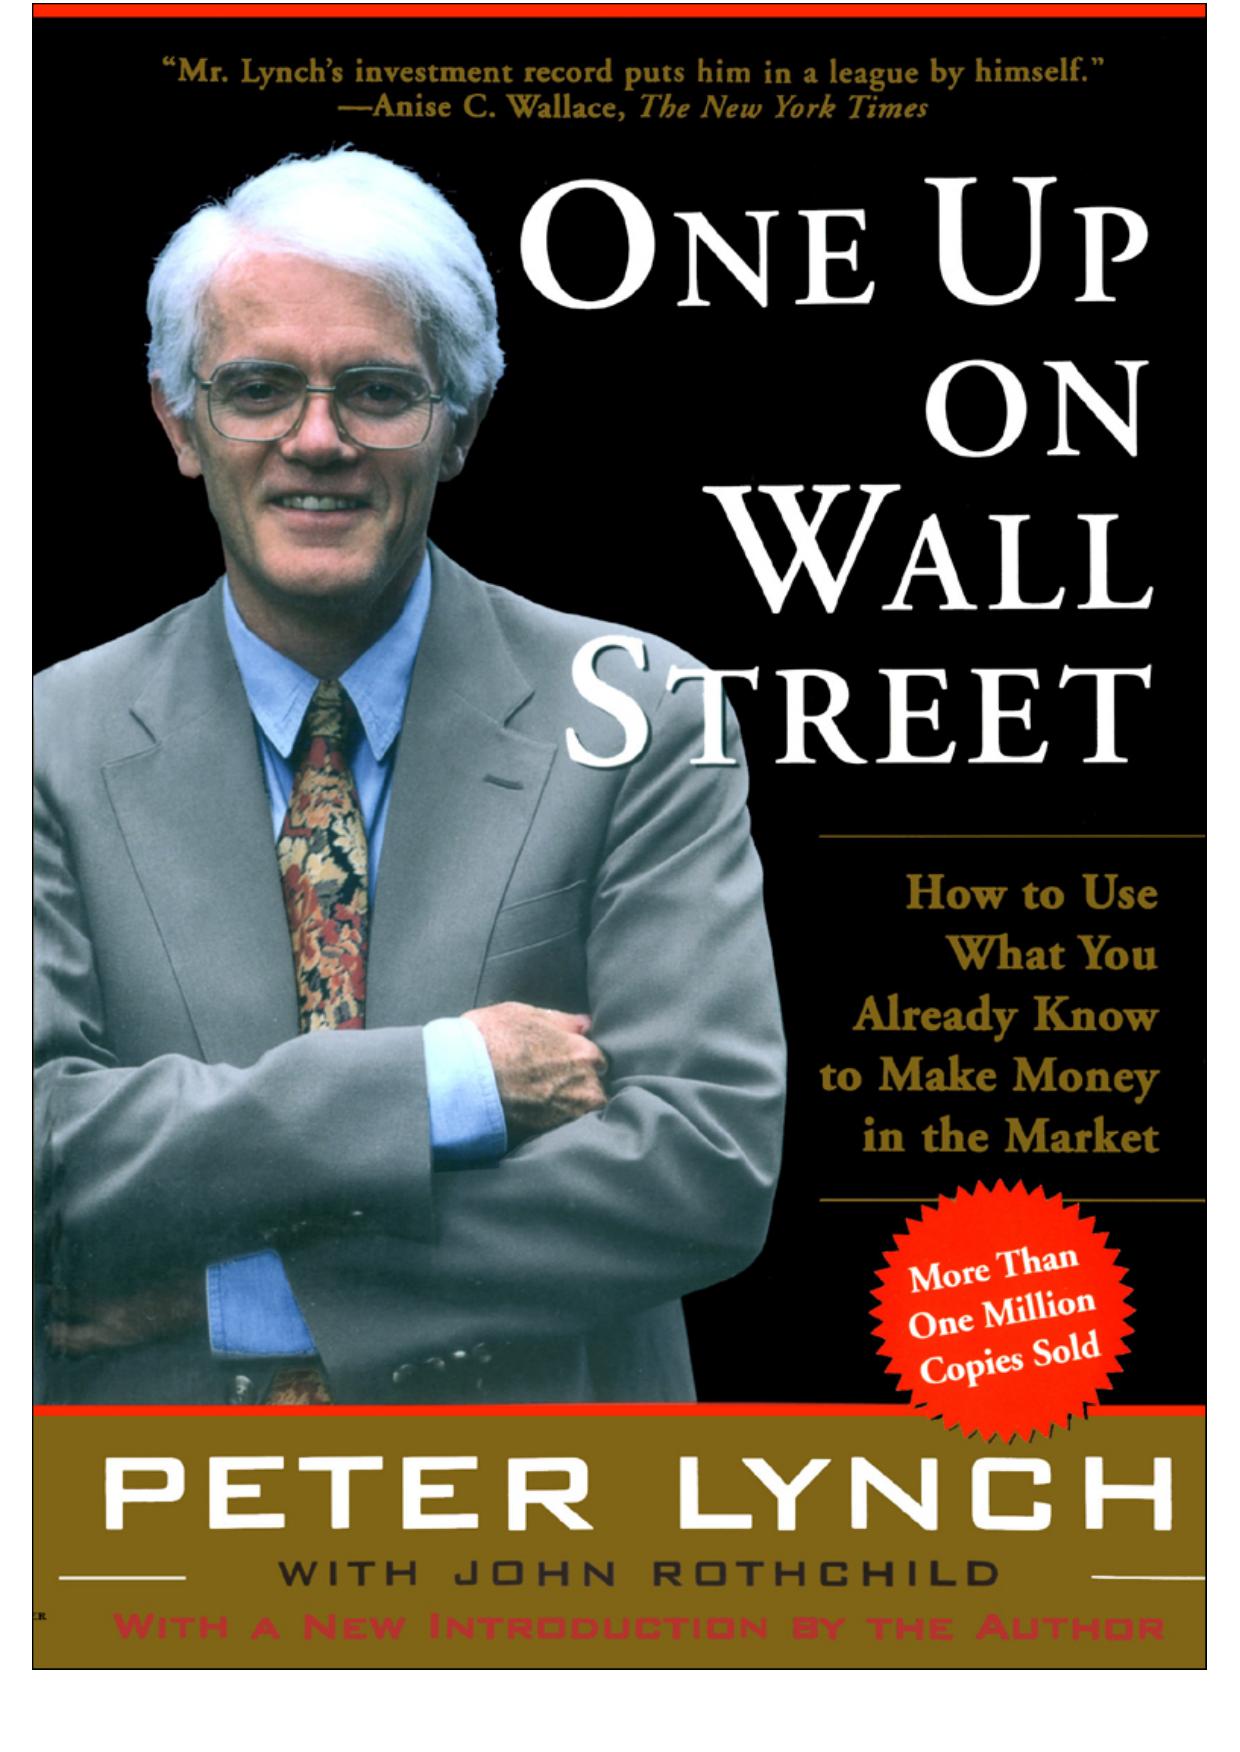 “Mr. Lynch’s investment record puts him in a league by himself.”
—Anise C. Wallace, The New York Times
ONE UP
ON
WALL
STREET
How to Use
What You
Already Know
to Make Money
in the Market
More Than
One Million
Copies Sold
PETER LYNCH
WITH JOHN ROTHCHILD
WITH A NEW INTRODUCTION BY THE AUTHOR